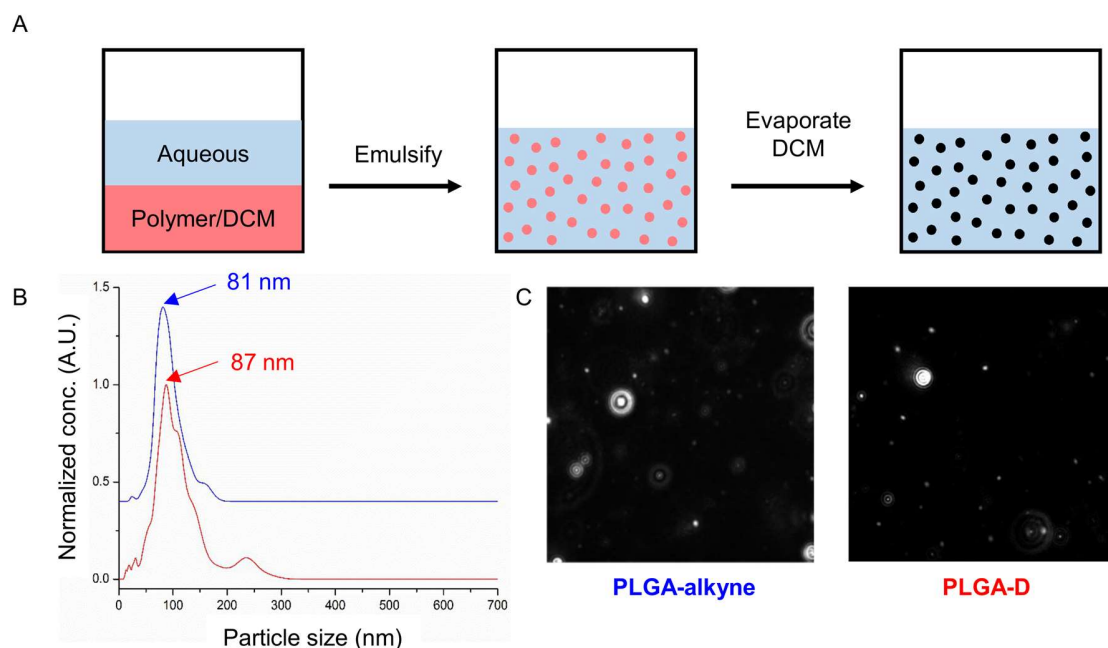 A
Aqueous
Polymer/DCM
Emulsify
Evaporate
DCM
B
81 nm
87 nm
Normalized conc. (A.U.)
1.5
1.0
0.5
0.0
0
100
200
300
400
500
600
700
Particle size (nm)
C
PLGA-alkyne
PLGA-D